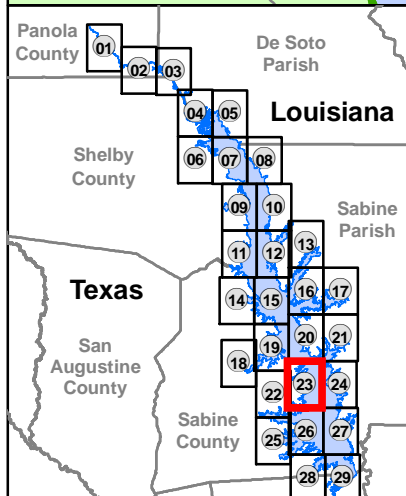 Panola
County
01
02
03
De Soto
Parish
04
05
Louisiana
Shelby
County
06
07
08
09
10
Sabine
Parish
11
12
13
Texas
14
15
16
17
San
Augustine
County
18
19
20
21
22
23
24
Sabine
County
25
26
27
28
29